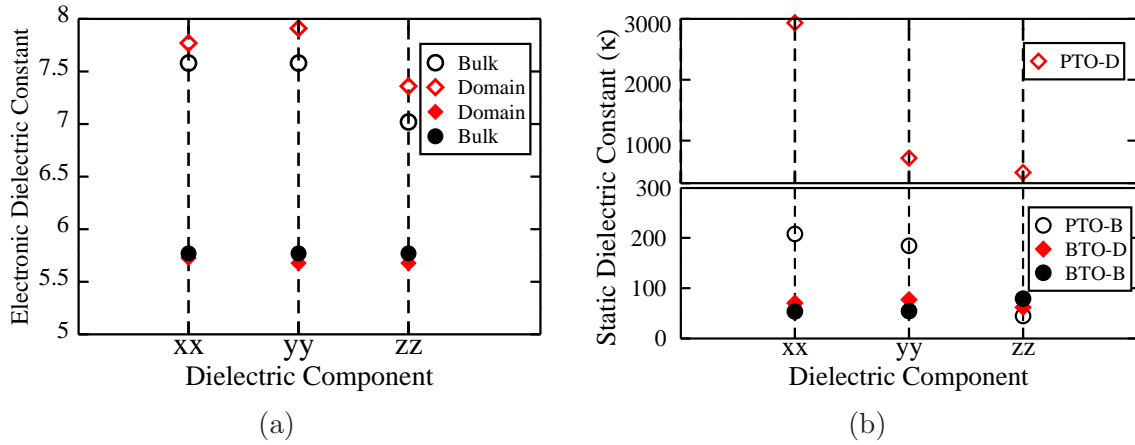 Electronic Dielectric Constant
8
7.5
7
6.5
6
5.5
5
xx yy zz
Dielectric Component
Bulk
Domain
Domain
Bulk
(a)
Static Dielectric Constant (κ)
3000
2000
1000
300
200
100
0
xx yy zz
Dielectric Component
PTO-D
PTO-B
BTO-D
BTO-B
(b)